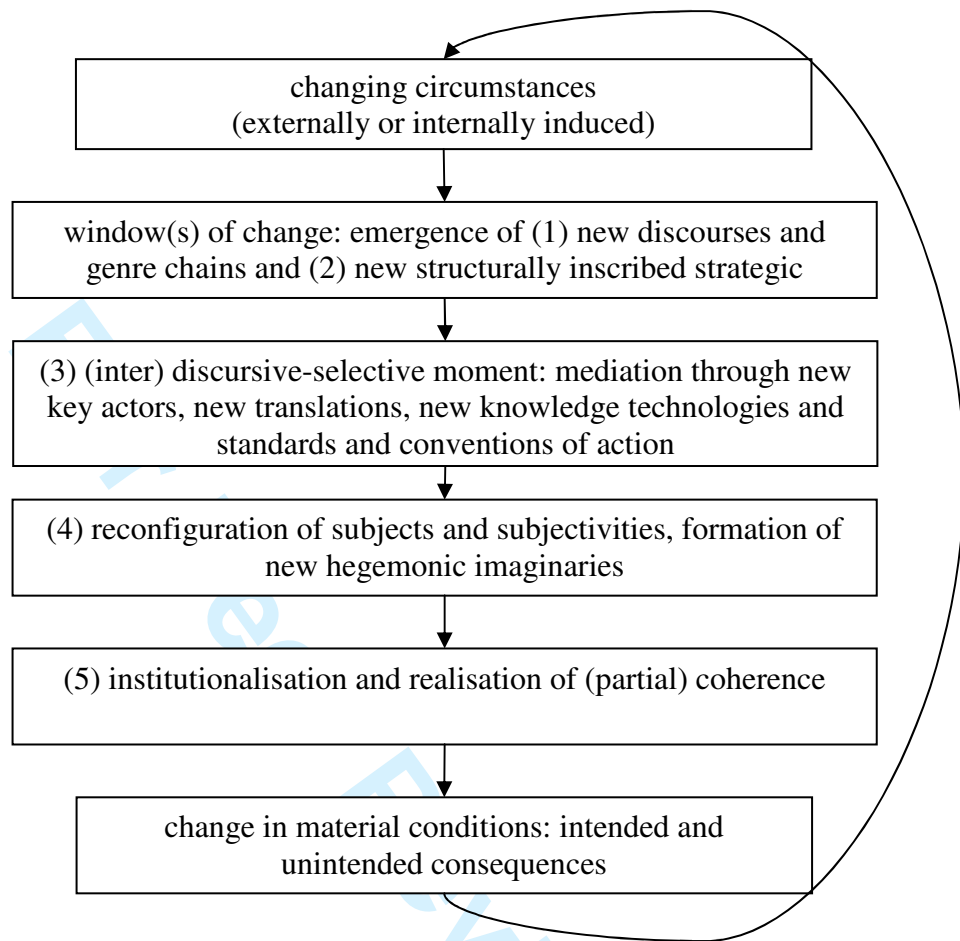 changing circumstances
(externally or internally induced)
window(s) of change: emergence of (1) new discourses and
genre chains and (2) new structurally inscribed strategic
(3) (inter) discursive-selective moment: mediation through new
key actors, new translations, new knowledge technologies and
standards and conventions of action
(4) reconfiguration of subjects and subjectivities, formation of
new hegemonic imaginaries
(5) institutionalisation and realisation of (partial) coherence
change in material conditions: intended and
unintended consequences